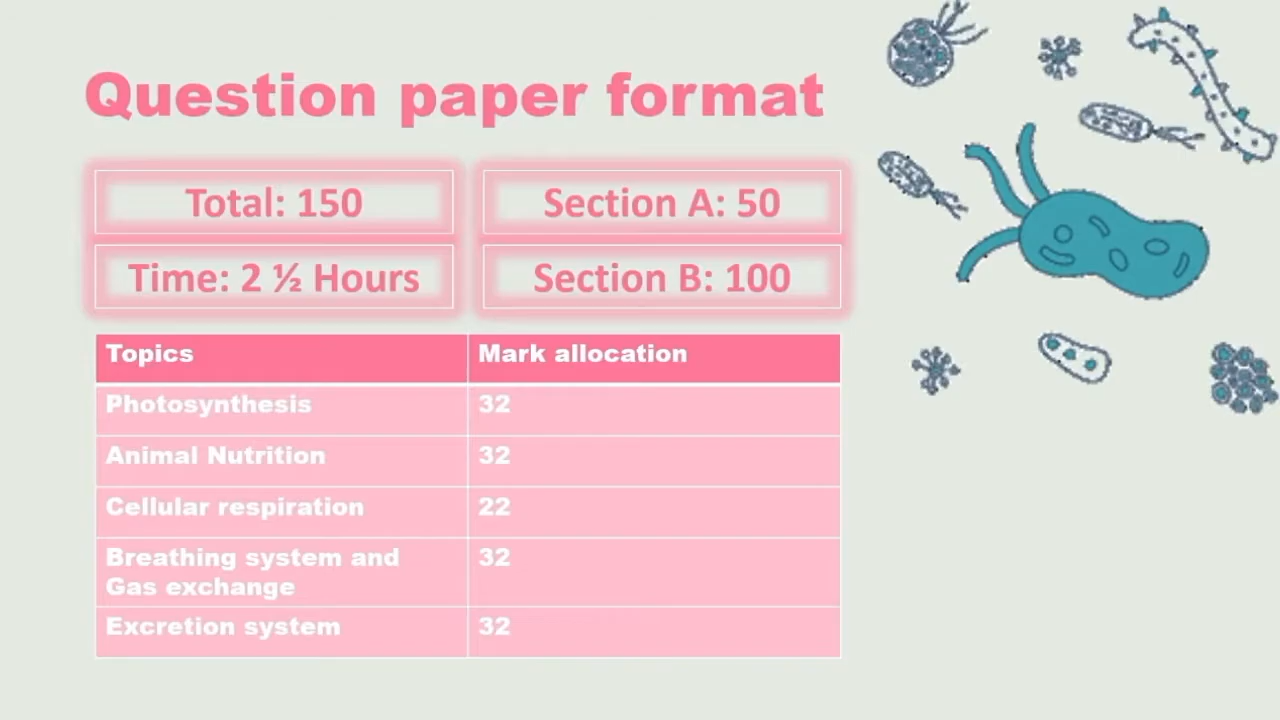 Question paper format
Total: 150
Section A: 50
Time: 2 ½ Hours
Section B: 100
Topics
Mark allocation
Photosynthesis
32
Animal Nutrition
32
Cellular respiration
22
Breathing system and
Gas exchange
32
Excretion system
32